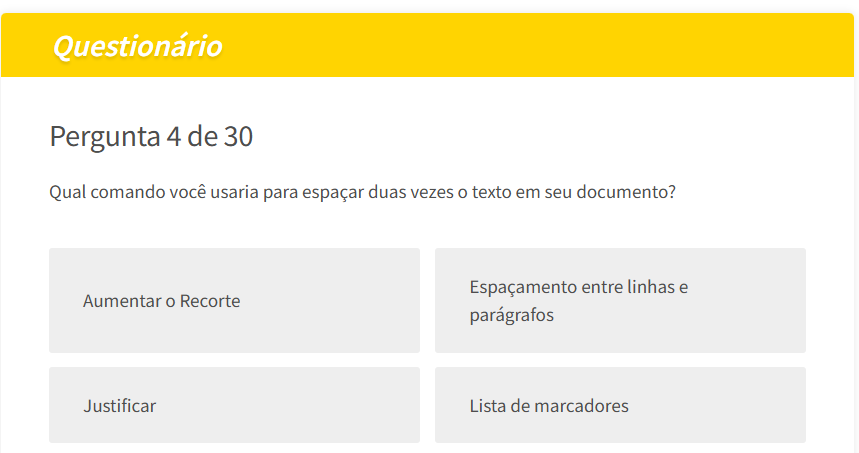 Questionário
Pergunta 4 de 30
Qual comando você usaria para espaçar duas vezes o texto em seu documento?
Aumentar o Recorte
Espaçamento entre linhas e
parágrafos
Justificar
Lista de marcadores